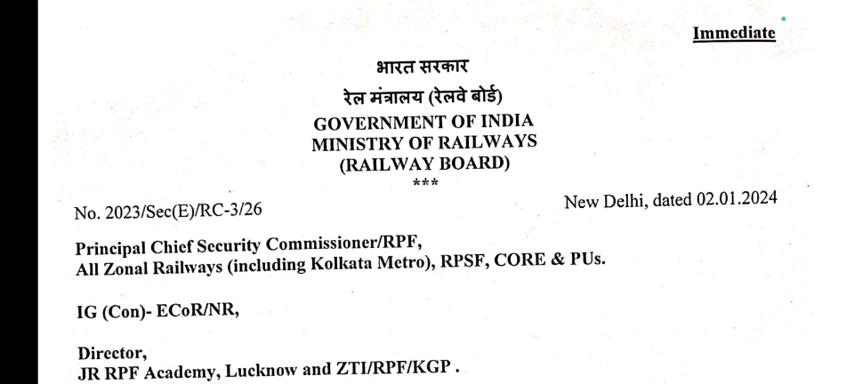 Immediate
भारत सरकार
रेल मंत्रालय (रेलवे बोर्ड)
GOVERNMENT OF INDIA
MINISTRY OF RAILWAYS
(RAILWAY BOARD)
***
No. 2023/Sec(E)/RC-3/26 New Delhi, dated 02.01.2024
Principal Chief Security Commissioner/RPF,
All Zonal Railways (including Kolkata Metro), RPSF, CORE & PUs.
IG (Con)- ECoR/NR,
Director,
JR RPF Academy, Lucknow and ZTI/RPF/KGP .